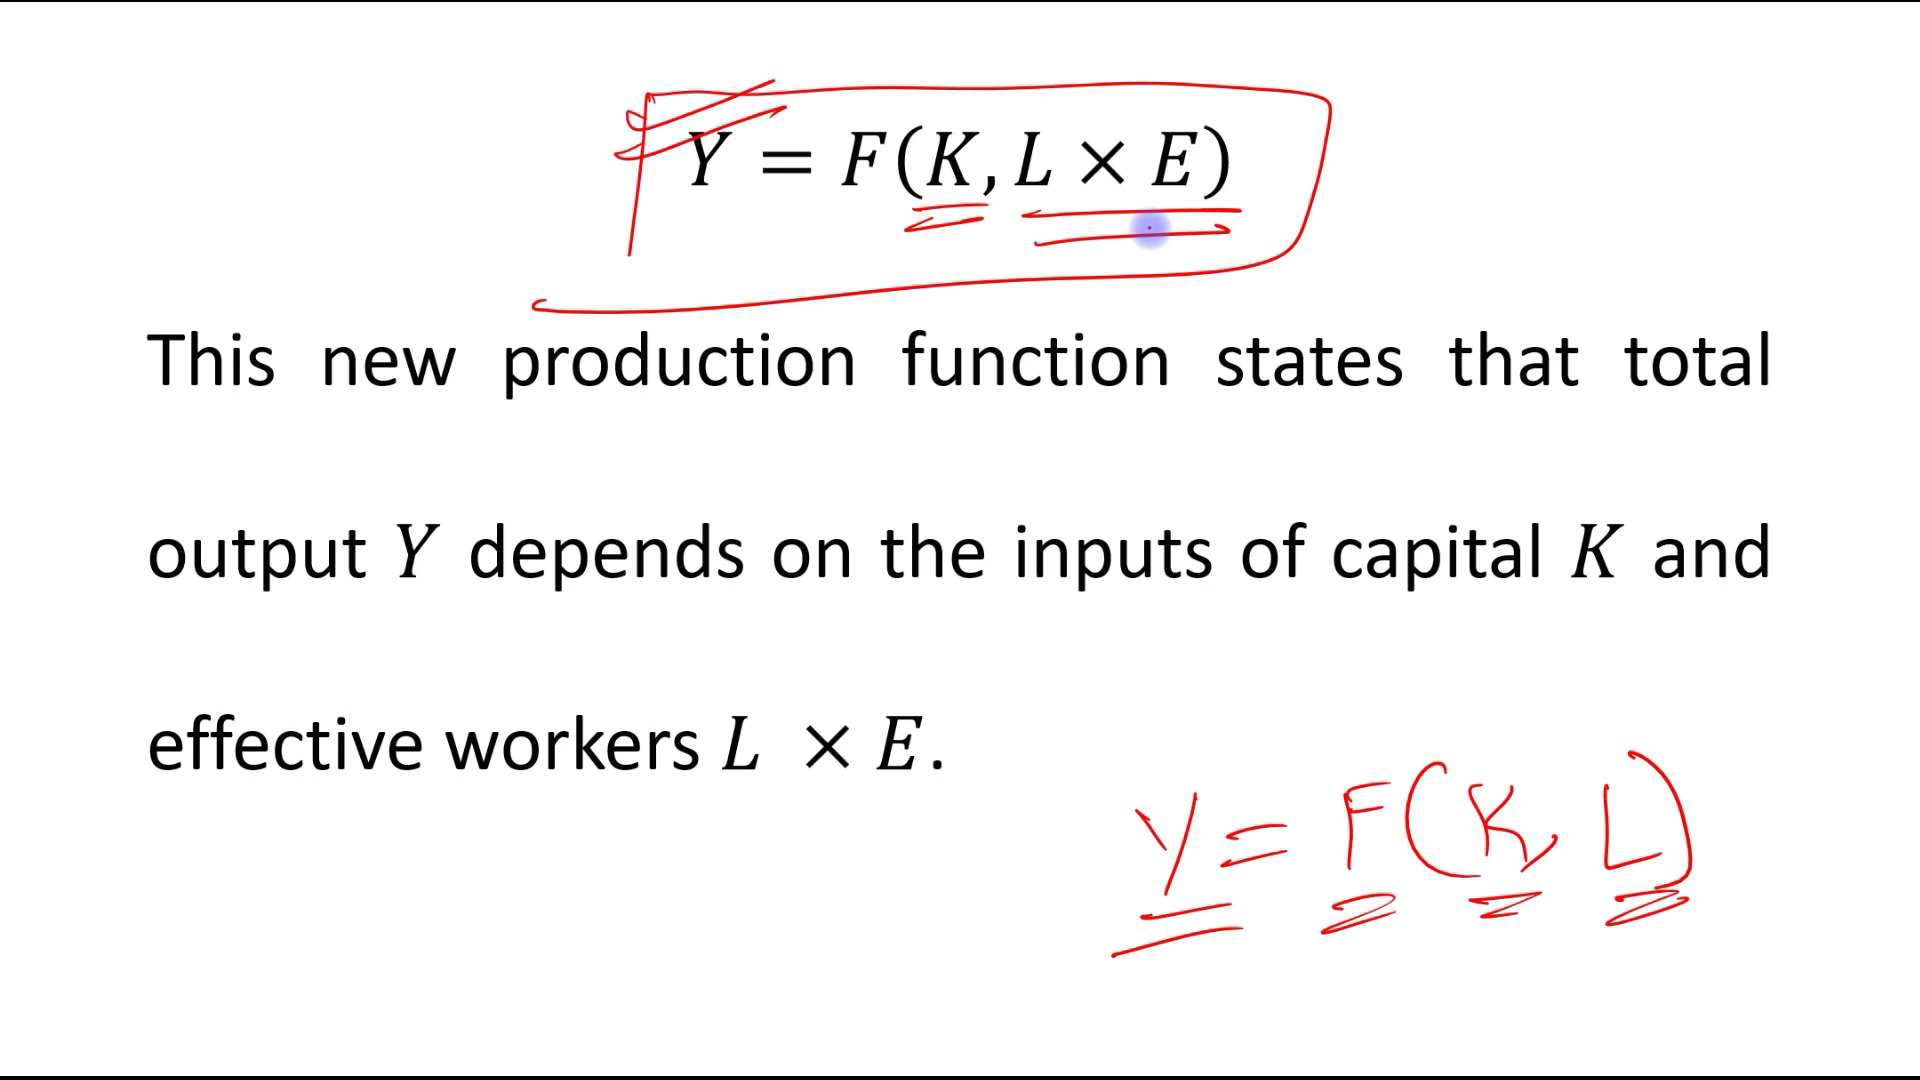 Y = F(K, L × E)
This new production function states that total
output Y depends on the inputs of capital K and
effective workers L × E.
Y = F(K, L)